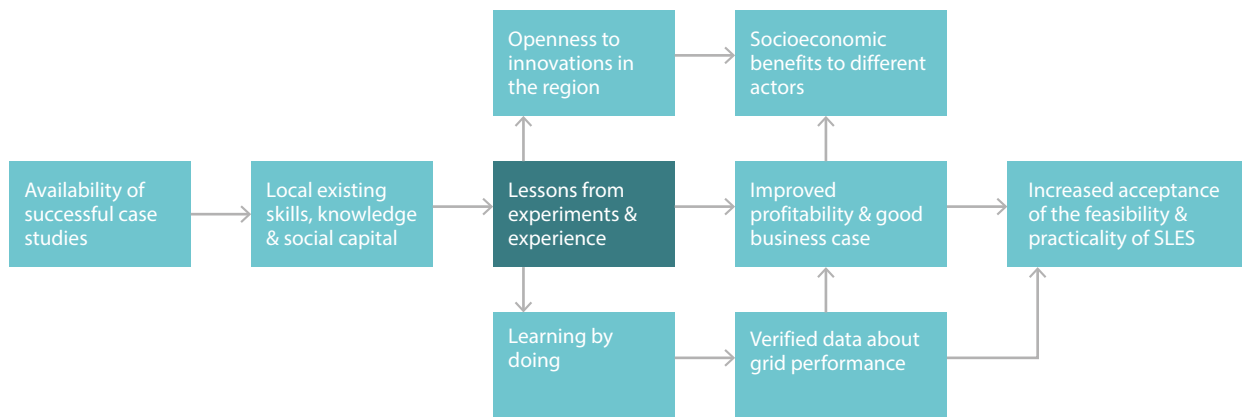 Openness to
innovations in
the region
Socioeconomic
benefits to different
actors
Availability of
successful case
studies
Local existing
skills, knowledge
& social capital
Lessons from
experiments &
experience
Improved
profitability & good
business case
Increased acceptance
of the feasibility &
practicality of SLES
Learning by
doing
Verified data about
grid performance